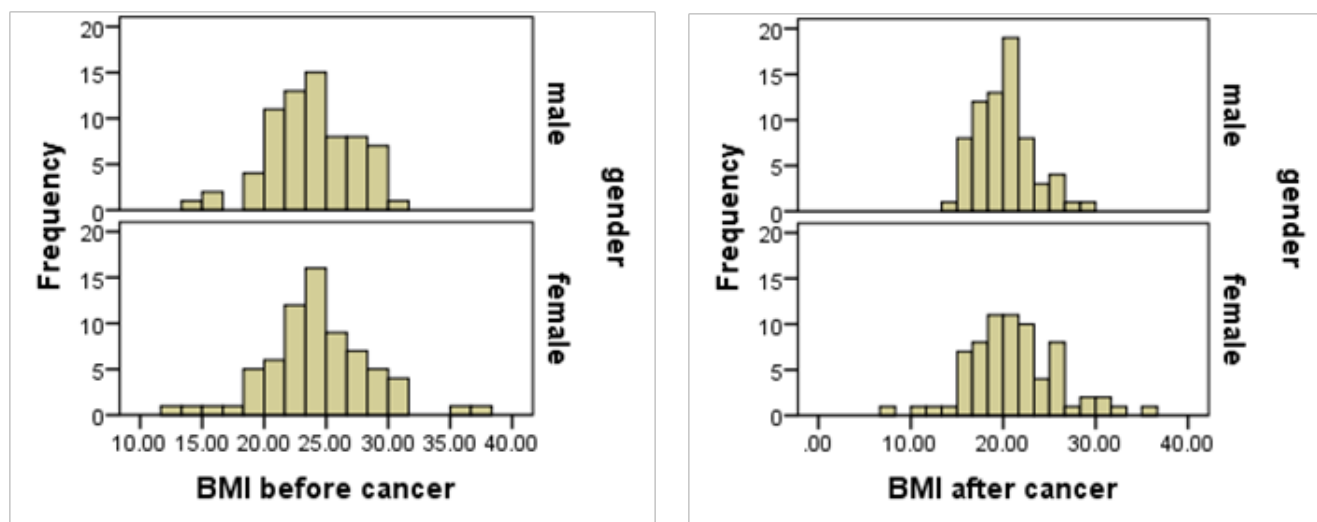 20
15
10
5
0
male
20
15
10
5
0
female
Frequency
gender
10.00 15.00 20.00 25.00 30.00 35.00 40.00
BMI before cancer
20
15
10
5
0
male
20
15
10
5
0
female
Frequency
gender
.00 10.00 20.00 30.00 40.00
BMI after cancer